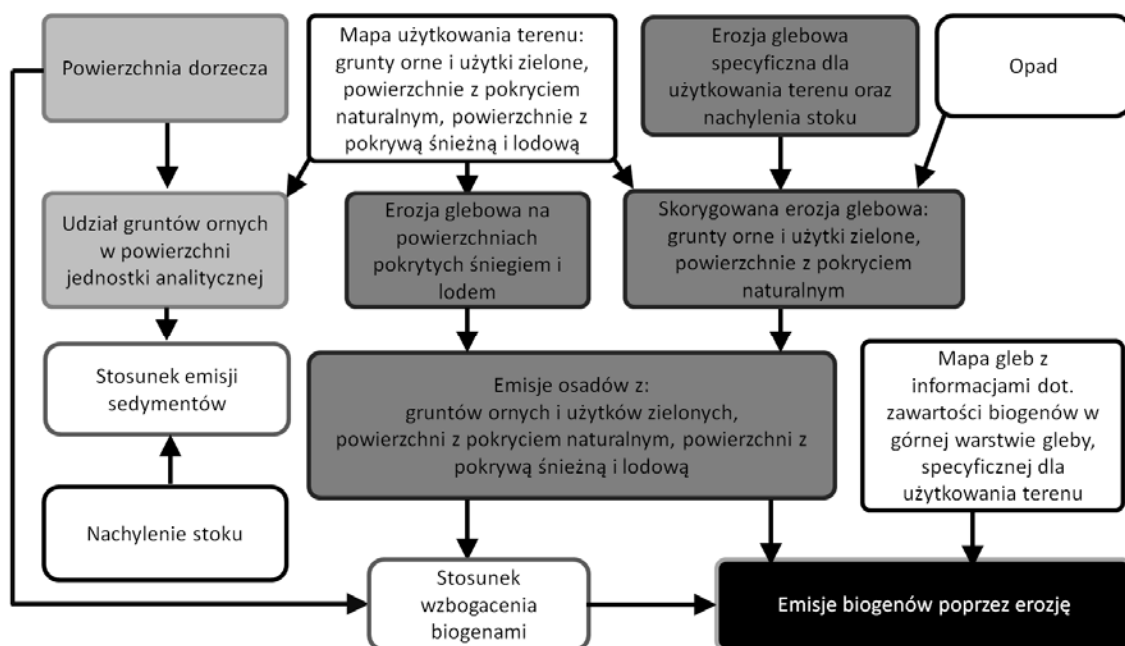 Powierzchnia dorzecza
Mapa użytkowania terenu:
grunty orne i użytki zielone,
powierzchnie z pokryciem
naturalnym, powierzchnie z
pokrywą śnieżną i lodową
Erozja glebowa
specyficzna dla
użytkowania terenu oraz
nachylenia stoku
Opad
Udział gruntów ornych
w powierzchni
jednostki analitycznej
Erozja glebowa na
powierzchniach
pokrytych śniegiem i
lodem
Skorygowana erozja glebowa:
grunty orne i użytki zielone,
powierzchnie z pokryciem
naturalnym
Stosunek emisji
sedymentów
Emisje osadów z:
gruntów ornych i użytków zielonych,
powierzchni z pokryciem naturalnym, powierzchni z
pokrywą śnieżną i lodową
Mapa gleb z
informacjami dot.
zawartości biogenów w
górnej warstwie gleby,
specyficznej dla
użytkowania terenu
Nachylenie stoku
Stosunek
wzbogacenia
biogenami
Emisje biogenów poprzez erozję